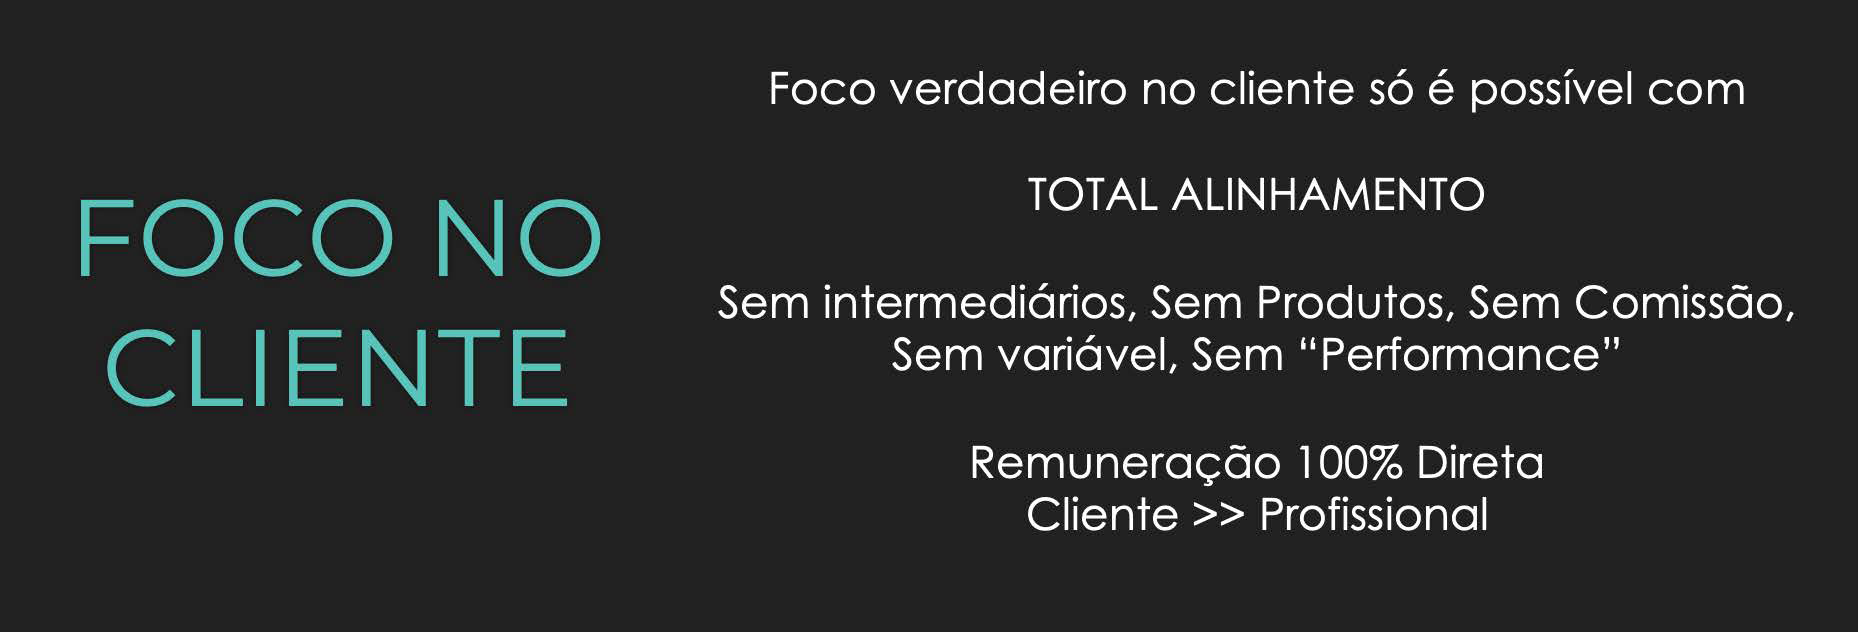 FOCO NO
CLIENTE
Foco verdadeiro no cliente só é possível com
TOTAL ALINHAMENTO
Sem intermediários, Sem Produtos, Sem Comissão,
Sem variável, Sem “Performance”
Remuneração 100% Direta
Cliente >> Profissional